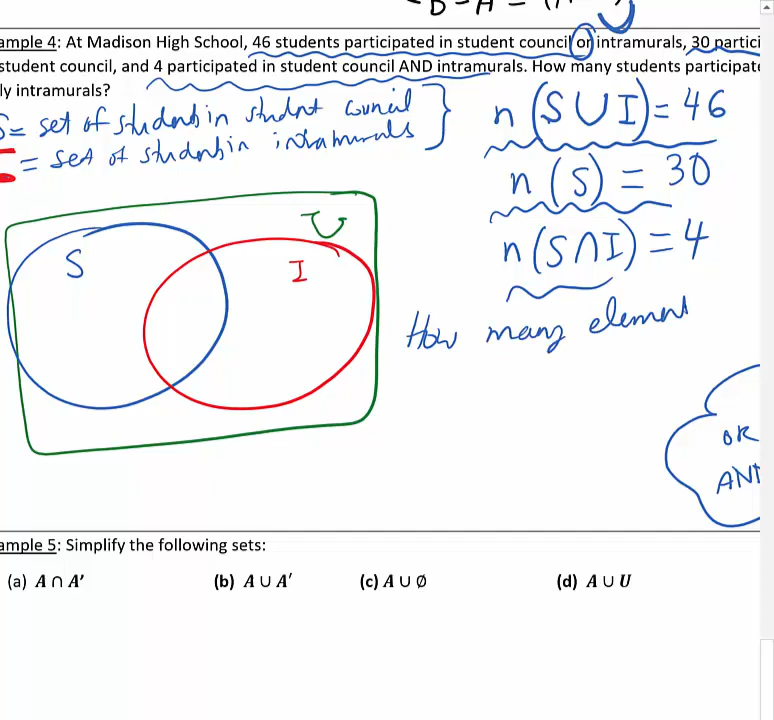 B - A =
ample 4: At Madison High School, 46 students participated in student council or intramurals, 30 partici
student council, and 4 participated in student council AND intramurals. How many students participate
ly intramurals?
S = set of students in student council
I = set of students in intramurals
n(S∪I) = 46
n(S) = 30
n(S∩I) = 4
U
S
I
How many element
OR
AND
ample 5: Simplify the following sets:
(a) A ∩ A′ (b) A ∪ A′ (c) A ∪ ∅ (d) A ∪ U